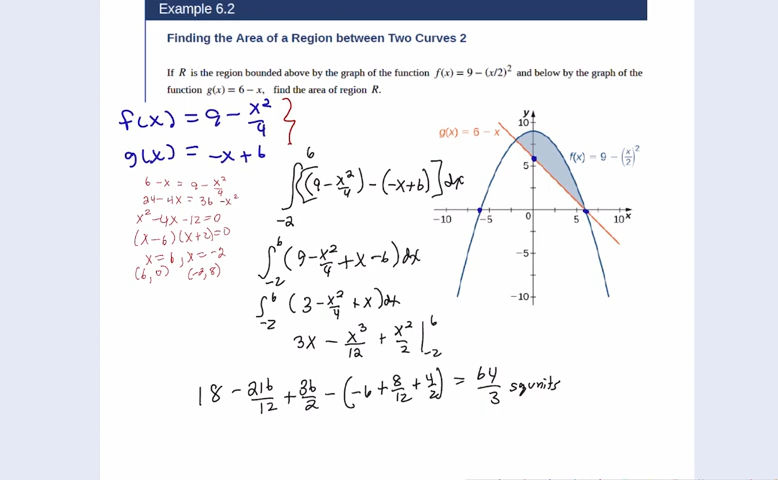 Example 6.2
Finding the Area of a Region between Two Curves 2
If R is the region bounded above by the graph of the function f(x) = 9 − (x/2)² and below by the graph of the
function g(x) = 6 − x, find the area of region R.
f(x) = 9 − x²/4 }
g(x) = −x + 6
6 − x = 9 − x²/4
24 − 4x = 36 − x²
x² − 4x − 12 = 0
(x − 6)(x + 2) = 0
x = 6, x = −2
(6, 0) (−2, 8)
∫_{−2}^{6} [(9 − x²/4) − (−x + 6)] dx
∫_{−2}^{6} (9 − x²/4 + x − 6) dx
∫_{−2}^{6} (3 − x²/4 + x) dx
3x − x³/12 + x²/2 |_{−2}^{6}
18 − 216/12 + 36/2 − (−6 + 8/12 + 4/2) = 64/3 sq units
y
10
g(x) = 6 − x
f(x) = 9 − (x/2)²
5
−10 −5 0 5 10 x
−5
−10